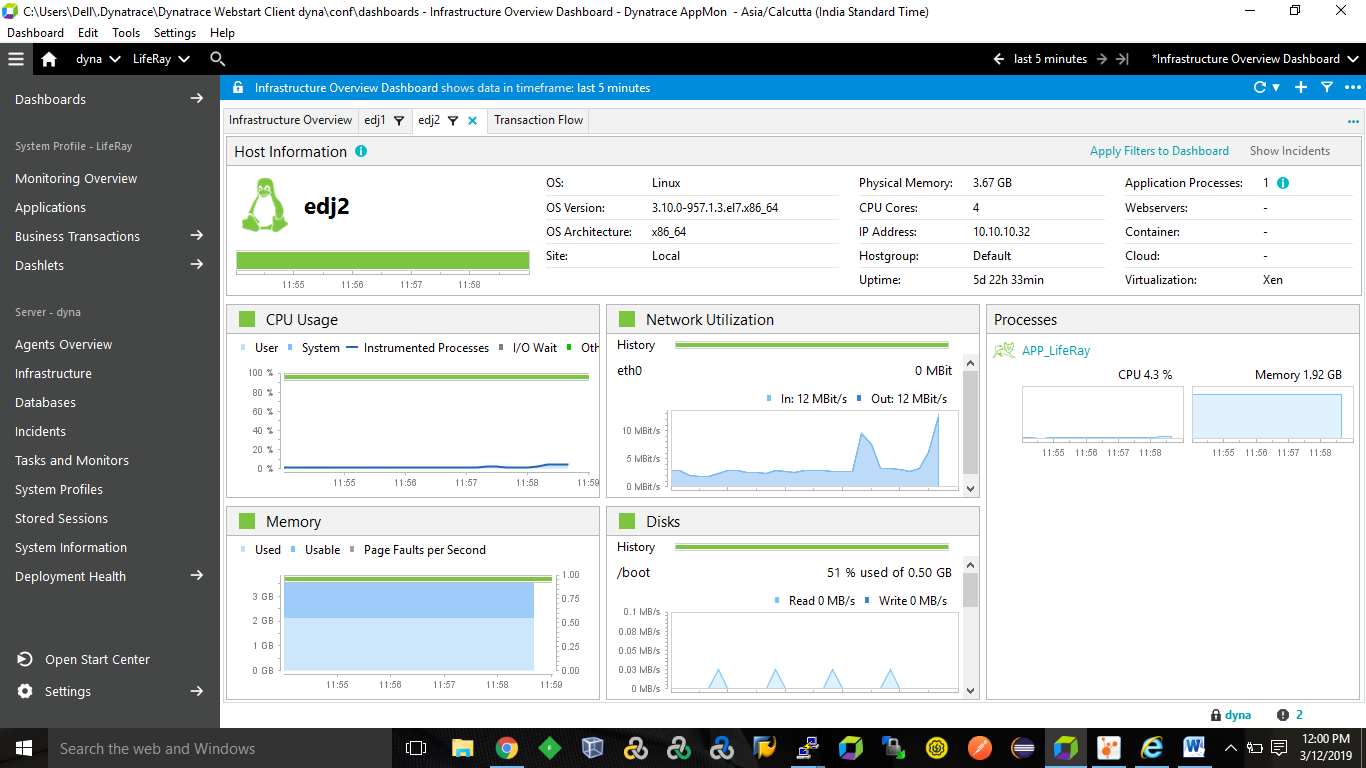 C:\Users\Dell\.Dynatrace\Dynatrace Webstart Client dyna\conf\dashboards - Infrastructure Overview Dashboard - Dynatrace AppMon - Asia/Calcutta (India Standard Time)
Dashboard Edit Tools Settings Help
dyna LifeRay last 5 minutes *Infrastructure Overview Dashboard
Infrastructure Overview Dashboard shows data in timeframe: last 5 minutes
Dashboards
System Profile - LifeRay
Monitoring Overview
Applications
Business Transactions
Dashlets
Server - dyna
Agents Overview
Infrastructure
Databases
Incidents
Tasks and Monitors
System Profiles
Stored Sessions
System Information
Deployment Health
Open Start Center
Settings
Infrastructure Overview edj1 edj2 Transaction Flow
Host Information Apply Filters to Dashboard Show Incidents
edj2
11:55 11:56 11:57 11:58
OS: Linux
OS Version: 3.10.0-957.1.3.el7.x86_64
OS Architecture: x86_64
Site: Local
Physical Memory: 3.67 GB
CPU Cores: 4
IP Address: 10.10.10.32
Hostgroup: Default
Uptime: 5d 22h 33min
Application Processes: 1
Webservers: -
Container: -
Cloud: -
Virtualization: Xen
CPU Usage
User System Instrumented Processes I/O Wait Oth
100 %
80 %
60 %
40 %
20 %
0 %
11:55 11:56 11:57 11:58 11:59
Network Utilization
History
eth0 0 MBit
In: 12 MBit/s Out: 12 MBit/s
10 MBit/s
5 MBit/s
0 MBit/s
Processes
APP_LifeRay
CPU 4.3 % Memory 1.92 GB
11:55 11:56 11:57 11:58 11:55 11:56 11:57 11:58
Memory
Used Usable Page Faults per Second
3 GB
2 GB
1 GB
0 GB
1.00
0.75
0.50
0.25
0.00
11:55 11:56 11:57 11:58 11:59
Disks
History
/boot 51 % used of 0.50 GB
Read 0 MB/s Write 0 MB/s
0.1 MB/s
0.08 MB/s
0.05 MB/s
0.03 MB/s
0 MB/s
dyna 2
Search the web and Windows
12:00 PM
3/12/2019